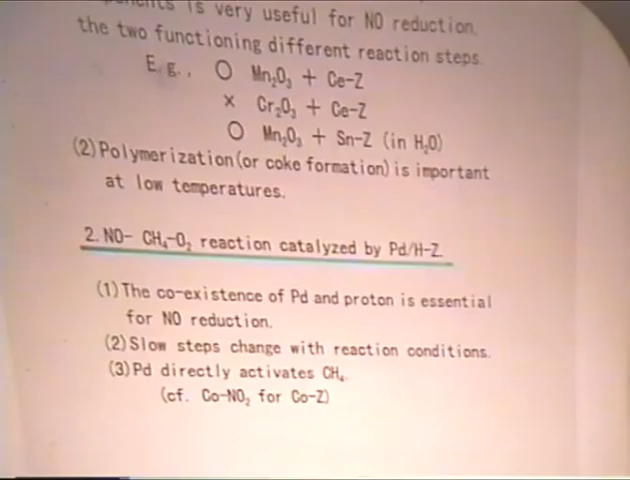 is very useful for NO reduction.
the two functioning different reaction steps.
E.g., ○ Mn₂O₃ + Ce-Z
× Cr₂O₃ + Ce-Z
○ Mn₂O₃ + Sn-Z (in H₂O)
(2)Polymerization(or coke formation) is important
at low temperatures.
2. NO- CH₄-O₂ reaction catalyzed by Pd/H-Z.
(1)The co-existence of Pd and proton is essential
for NO reduction.
(2)Slow steps change with reaction conditions.
(3)Pd directly activates CH₄.
(cf. Co-NO₂ for Co-Z)